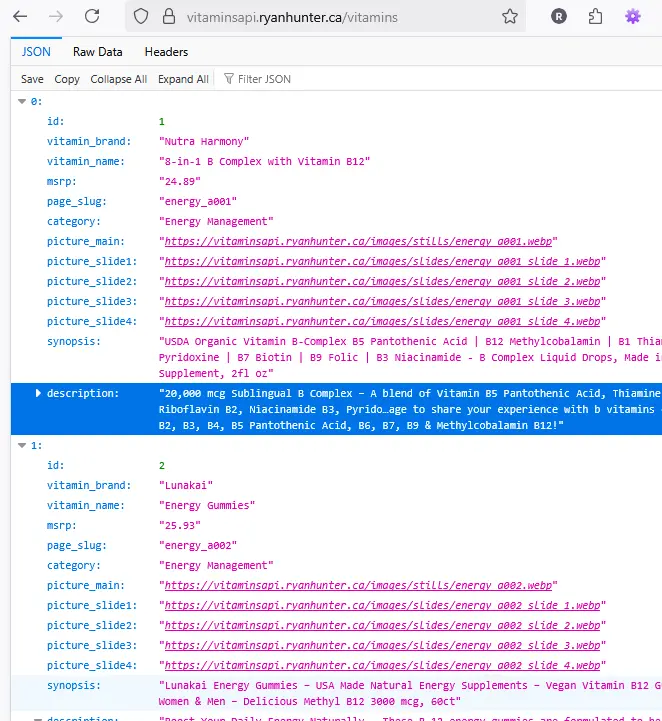 vitaminsapi.ryanhunter.ca/vitamins
R
JSON Raw Data Headers
Save Copy Collapse All Expand All Filter JSON
0:
id: 1
vitamin_brand: "Nutra Harmony"
vitamin_name: "8-in-1 B Complex with Vitamin B12"
msrp: "24.89"
page_slug: "energy_a001"
category: "Energy Management"
picture_main: "https://vitaminsapi.ryanhunter.ca/images/stills/energy_a001.webp"
picture_slide1: "https://vitaminsapi.ryanhunter.ca/images/slides/energy_a001_slide_1.webp"
picture_slide2: "https://vitaminsapi.ryanhunter.ca/images/slides/energy_a001_slide_2.webp"
picture_slide3: "https://vitaminsapi.ryanhunter.ca/images/slides/energy_a001_slide_3.webp"
picture_slide4: "https://vitaminsapi.ryanhunter.ca/images/slides/energy_a001_slide_4.webp"
synopsis: "USDA Organic Vitamin B-Complex B5 Pantothenic Acid | B12 Methylcobalamin | B1 Thiam
Pyridoxine | B7 Biotin | B9 Folic | B3 Niacinamide - B Complex Liquid Drops, Made in
Supplement, 2fl oz"
description: "20,000 mcg Sublingual B Complex – A blend of Vitamin B5 Pantothenic Acid, Thiamine
Riboflavin B2, Niacinamide B3, Pyrido…age to share your experience with b vitamins
B2, B3, B4, B5 Pantothenic Acid, B6, B7, B9 & Methylcobalamin B12!"
1:
id: 2
vitamin_brand: "Lunakai"
vitamin_name: "Energy Gummies"
msrp: "25.93"
page_slug: "energy_a002"
category: "Energy Management"
picture_main: "https://vitaminsapi.ryanhunter.ca/images/stills/energy_a002.webp"
picture_slide1: "https://vitaminsapi.ryanhunter.ca/images/slides/energy_a002_slide_1.webp"
picture_slide2: "https://vitaminsapi.ryanhunter.ca/images/slides/energy_a002_slide_2.webp"
picture_slide3: "https://vitaminsapi.ryanhunter.ca/images/slides/energy_a002_slide_3.webp"
picture_slide4: "https://vitaminsapi.ryanhunter.ca/images/slides/energy_a002_slide_4.webp"
synopsis: "Lunakai Energy Gummies – USA Made Natural Energy Supplements – Vegan Vitamin B12 G
Women & Men – Delicious Methyl B12 3000 mcg, 60ct"